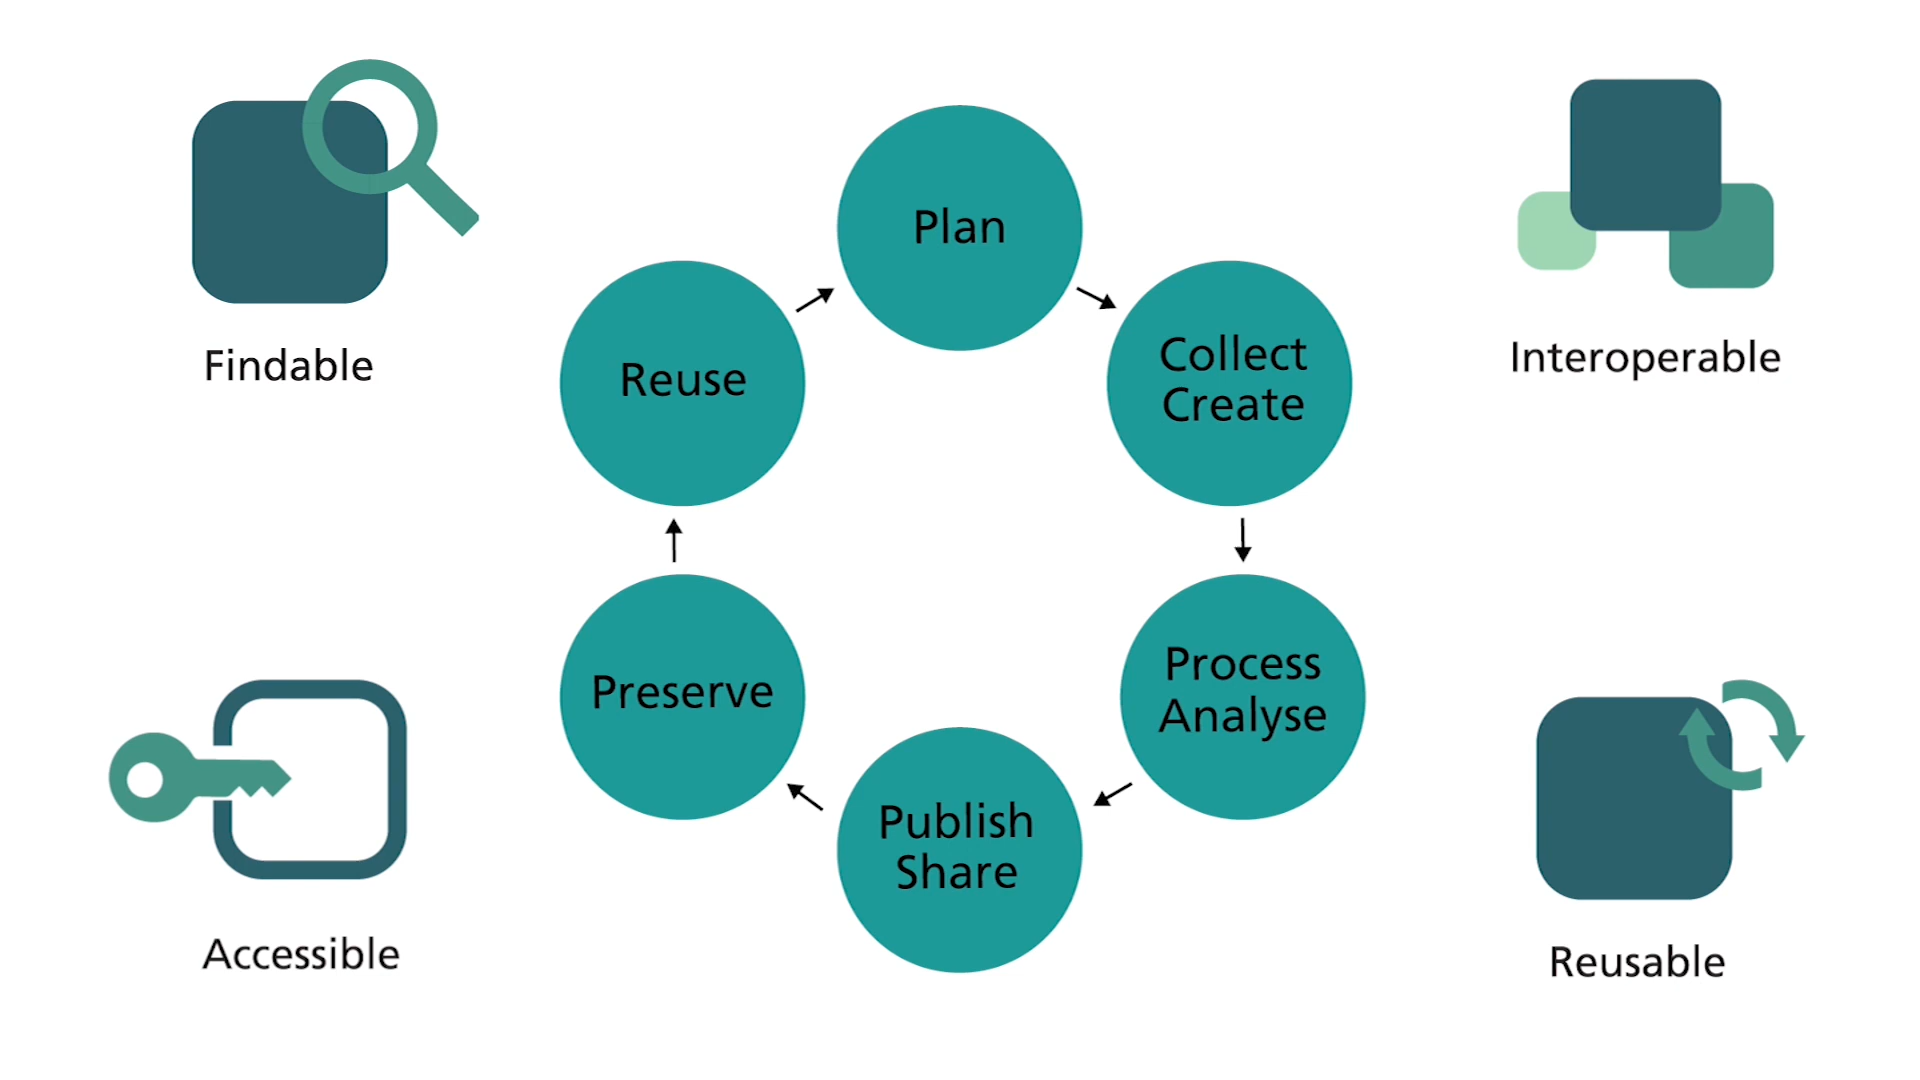 Findable
Accessible
Plan
Collect
Create
Process
Analyse
Publish
Share
Preserve
Reuse
Interoperable
Reusable